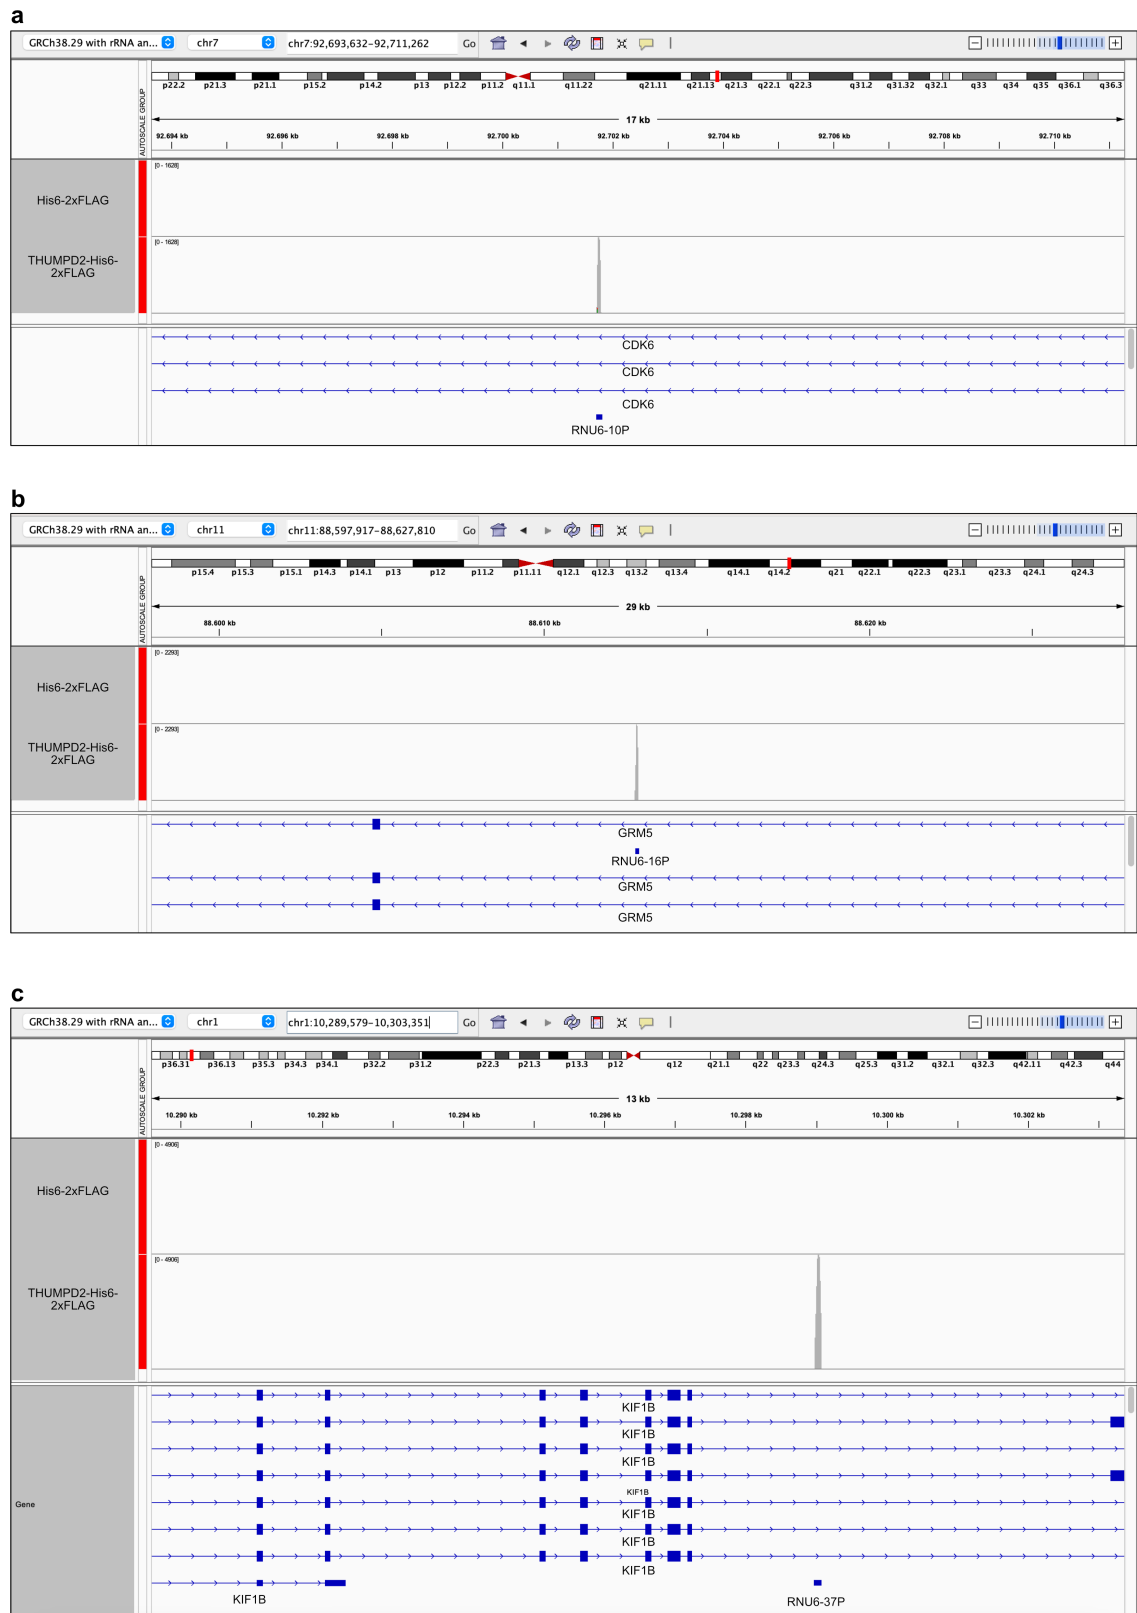 a
GRCh38.29 with rRNA an... chr7 chr7:92,693,632-92,711,262 Go
p22.2 p21.3 p21.1 p15.2 p14.2 p13 p12.2 p11.2 q11.1 q11.22 q21.11 q21.13 q21.3 q22.1 q22.3 q31.2 q31.32 q32.1 q33 q34 q35 q36.1 q36.3
17 kb
92.694 kb 92.696 kb 92.698 kb 92.700 kb 92.702 kb 92.704 kb 92.706 kb 92.708 kb 92.710 kb
AUTOSCALE GROUP
[0 - 1628]
His6-2xFLAG
[0 - 1628]
THUMPD2-His6-
2xFLAG
CDK6
CDK6
CDK6
RNU6-10P
b
GRCh38.29 with rRNA an... chr11 chr11:88,597,917-88,627,810 Go
p15.4 p15.3 p15.1 p14.3 p14.1 p13 p12 p11.2 p11.11 q12.1 q12.3 q13.2 q13.4 q14.1 q14.2 q21 q22.1 q22.3 q23.1 q23.3 q24.1 q24.3
29 kb
88.600 kb 88.610 kb 88.620 kb
AUTOSCALE GROUP
[0 - 2293]
His6-2xFLAG
[0 - 2293]
THUMPD2-His6-
2xFLAG
GRM5
RNU6-16P
GRM5
GRM5
c
GRCh38.29 with rRNA an... chr1 chr1:10,289,579-10,303,351 Go
p36.31 p36.13 p35.3 p34.3 p34.1 p32.2 p31.2 p22.3 p21.3 p13.3 p12 q12 q21.1 q22 q23.2 q24.3 q25.3 q31.2 q32.1 q32.3 q42.11 q42.3 q44
13 kb
10.290 kb 10.292 kb 10.294 kb 10.296 kb 10.298 kb 10.300 kb 10.302 kb
AUTOSCALE GROUP
[0 - 4906]
His6-2xFLAG
[0 - 4906]
THUMPD2-His6-
2xFLAG
KIF1B
KIF1B
KIF1B
KIF1B
Gene
KIF1B
KIF1B
KIF1B
KIF1B RNU6-37P